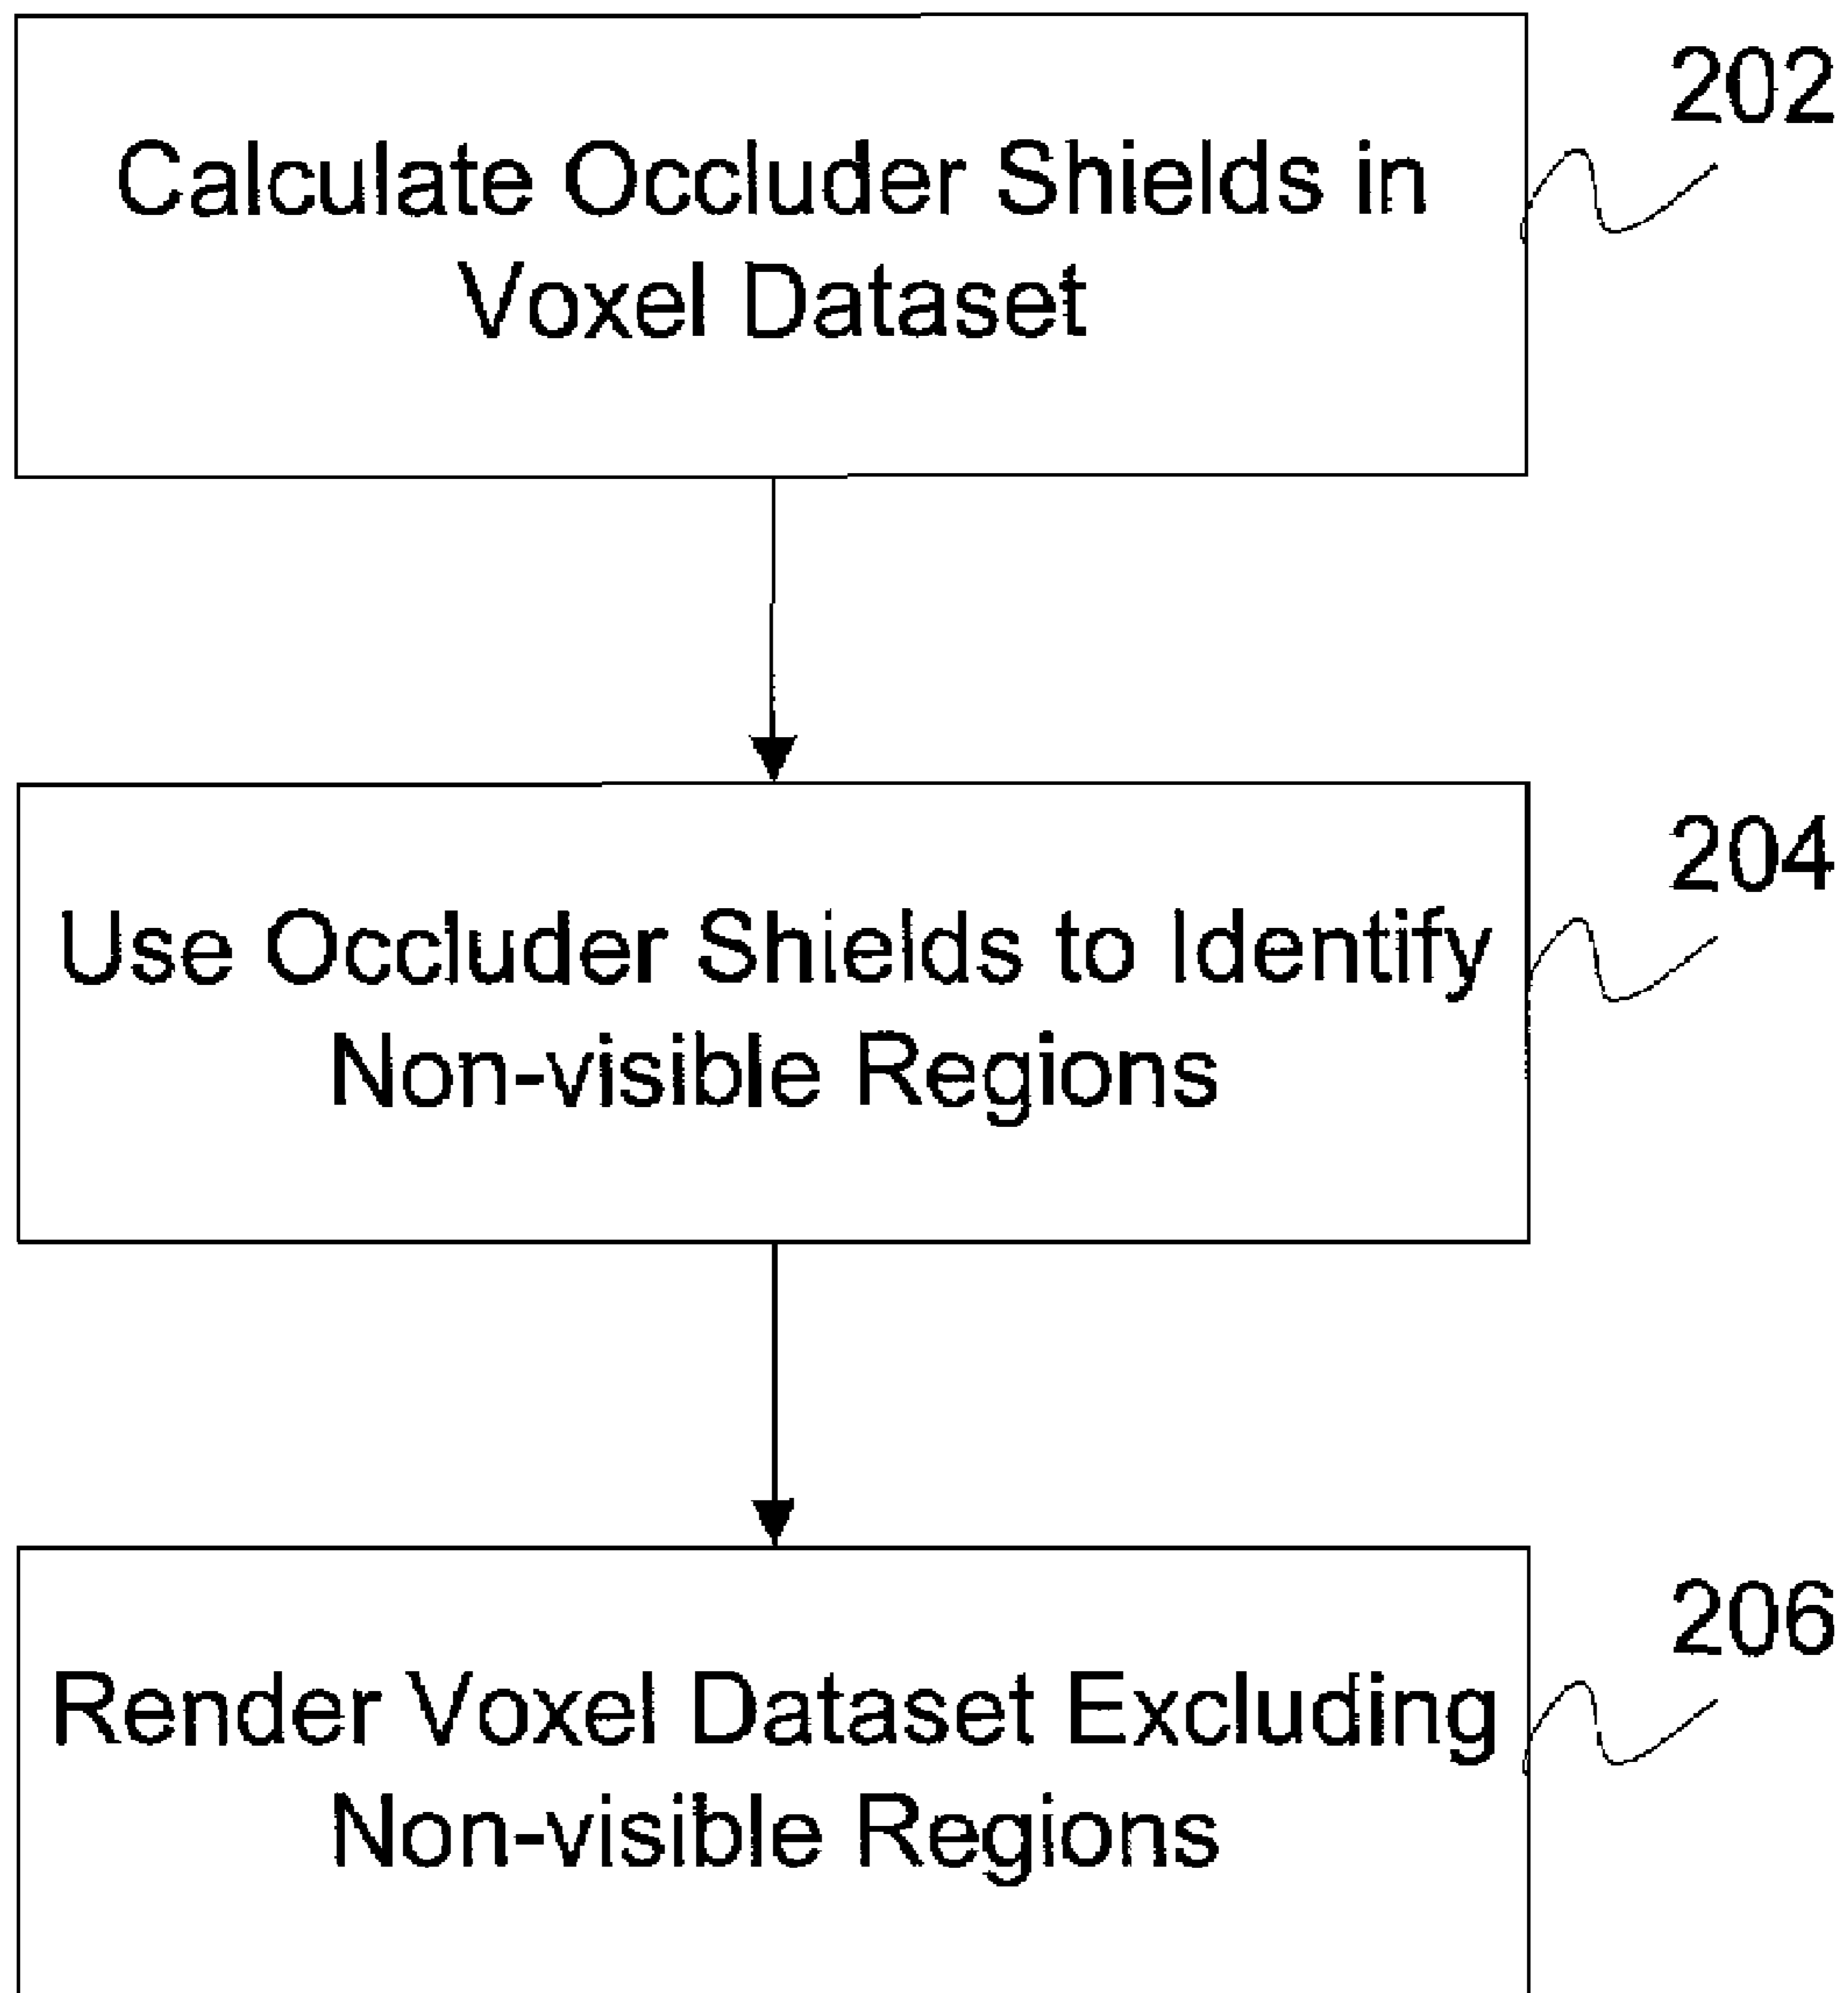 202
Calculate Occluder Shields in
Voxel Dataset
204
Use Occluder Shields to Identify
Non-visible Regions
206
Render Voxel Dataset Excluding
Non-visible Regions